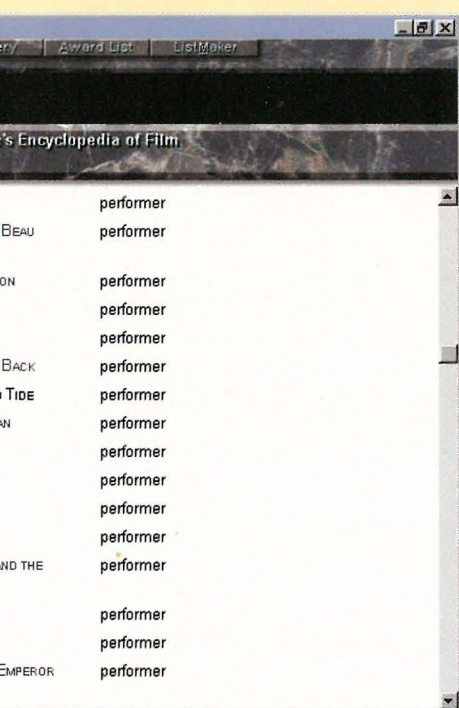 ery Award List ListMaker
's Encyclopedia of Film
performer
BEAU performer
ON performer
performer
performer
BACK performer
TIDE performer
AN performer
performer
performer
performer
performer
AND THE performer
performer
performer
EMPEROR performer